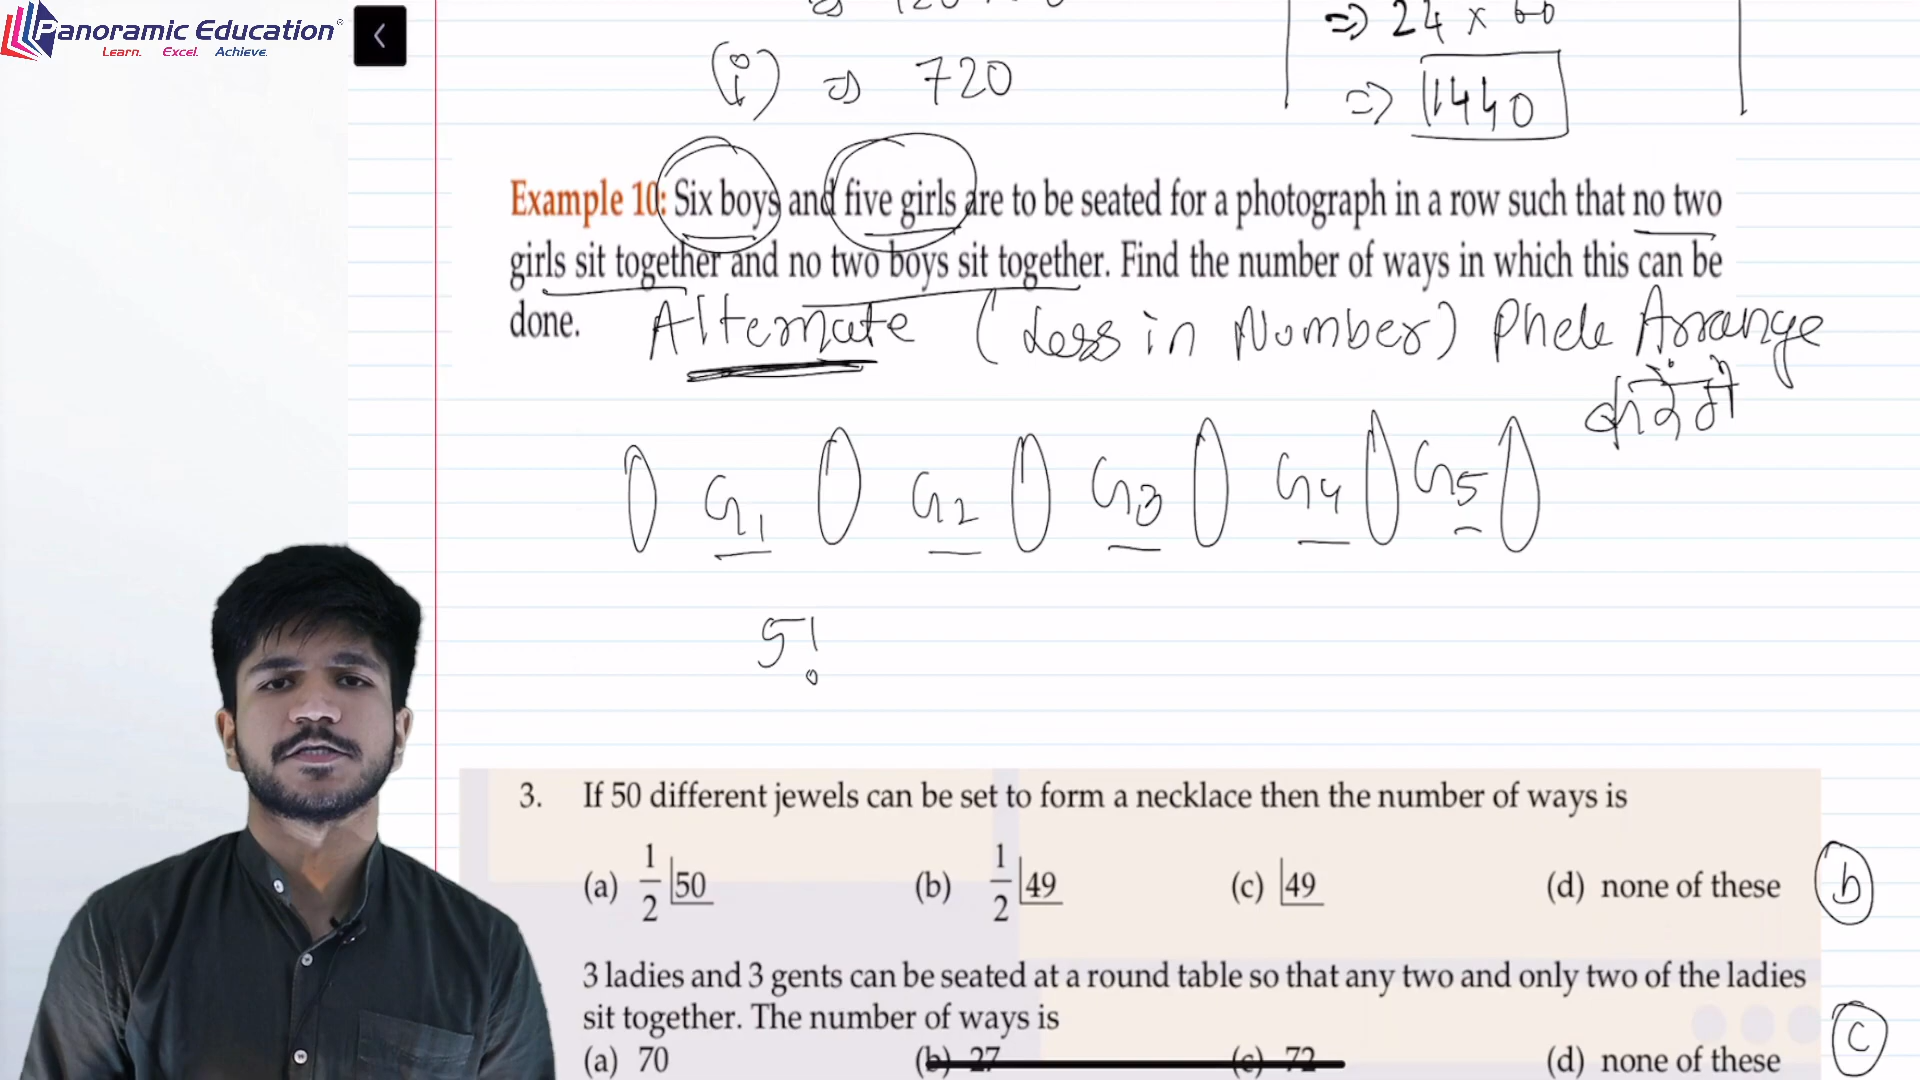 Panoramic Education®
Learn. Excel. Achieve.
⇒ 24 × 60
(i) ⇒ 720
⇒ 1440
Example 10: Six boys and five girls are to be seated for a photograph in a row such that no two
girls sit together and no two boys sit together. Find the number of ways in which this can be
done.
Alternate (Less in Number) Phele Arrange
करेंगे
G1 G2 G3 G4 G5
5!
3. If 50 different jewels can be set to form a necklace then the number of ways is
(a) 1/2 |50 (b) 1/2 |49 (c) |49 (d) none of these
b
3 ladies and 3 gents can be seated at a round table so that any two and only two of the ladies
sit together. The number of ways is
(a) 70 (b) 27 (c) 72 (d) none of these
c